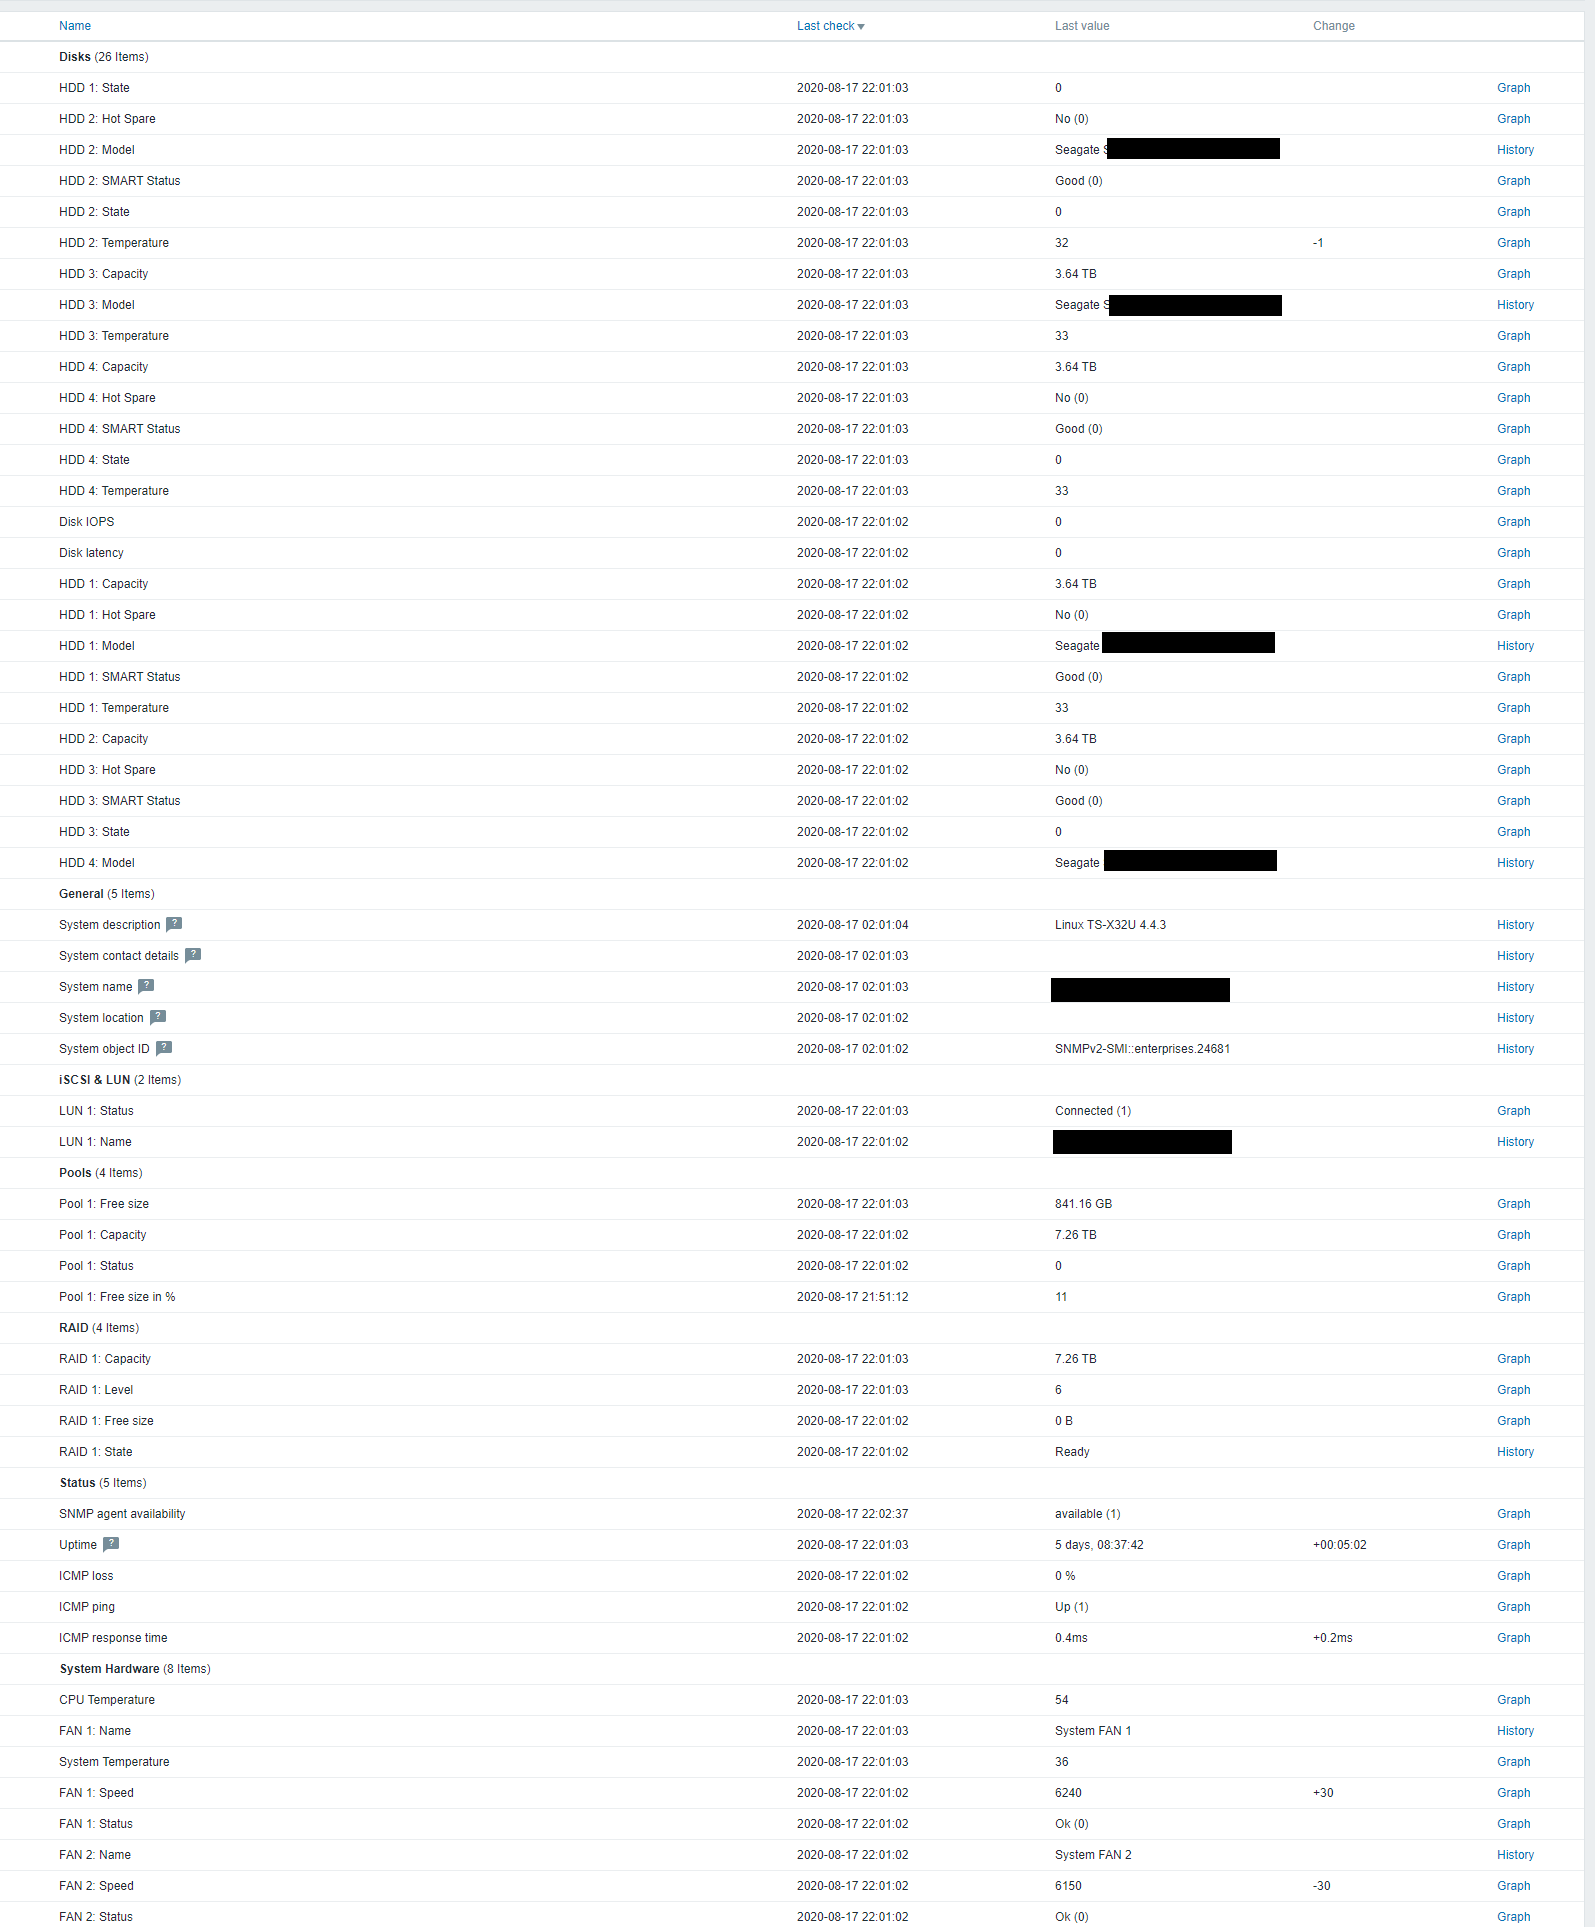 Name Last check Last value Change
Disks (26 Items)
HDD 1: State 2020-08-17 22:01:03 0 Graph
HDD 2: Hot Spare 2020-08-17 22:01:03 No (0) Graph
HDD 2: Model 2020-08-17 22:01:03 Seagate History
HDD 2: SMART Status 2020-08-17 22:01:03 Good (0) Graph
HDD 2: State 2020-08-17 22:01:03 0 Graph
HDD 2: Temperature 2020-08-17 22:01:03 32 -1 Graph
HDD 3: Capacity 2020-08-17 22:01:03 3.64 TB Graph
HDD 3: Model 2020-08-17 22:01:03 Seagate History
HDD 3: Temperature 2020-08-17 22:01:03 33 Graph
HDD 4: Capacity 2020-08-17 22:01:03 3.64 TB Graph
HDD 4: Hot Spare 2020-08-17 22:01:03 No (0) Graph
HDD 4: SMART Status 2020-08-17 22:01:03 Good (0) Graph
HDD 4: State 2020-08-17 22:01:03 0 Graph
HDD 4: Temperature 2020-08-17 22:01:03 33 Graph
Disk IOPS 2020-08-17 22:01:02 0 Graph
Disk latency 2020-08-17 22:01:02 0 Graph
HDD 1: Capacity 2020-08-17 22:01:02 3.64 TB Graph
HDD 1: Hot Spare 2020-08-17 22:01:02 No (0) Graph
HDD 1: Model 2020-08-17 22:01:02 Seagate History
HDD 1: SMART Status 2020-08-17 22:01:02 Good (0) Graph
HDD 1: Temperature 2020-08-17 22:01:02 33 Graph
HDD 2: Capacity 2020-08-17 22:01:02 3.64 TB Graph
HDD 3: Hot Spare 2020-08-17 22:01:02 No (0) Graph
HDD 3: SMART Status 2020-08-17 22:01:02 Good (0) Graph
HDD 3: State 2020-08-17 22:01:02 0 Graph
HDD 4: Model 2020-08-17 22:01:02 Seagate History
General (5 Items)
System description ? 2020-08-17 02:01:04 Linux TS-X32U 4.4.3 History
System contact details ? 2020-08-17 02:01:03 History
System name ? 2020-08-17 02:01:03 History
System location ? 2020-08-17 02:01:02 History
System object ID ? 2020-08-17 02:01:02 SNMPv2-SMI::enterprises.24681 History
iSCSI & LUN (2 Items)
LUN 1: Status 2020-08-17 22:01:03 Connected (1) Graph
LUN 1: Name 2020-08-17 22:01:02 History
Pools (4 Items)
Pool 1: Free size 2020-08-17 22:01:03 841.16 GB Graph
Pool 1: Capacity 2020-08-17 22:01:02 7.26 TB Graph
Pool 1: Status 2020-08-17 22:01:02 0 Graph
Pool 1: Free size in % 2020-08-17 21:51:12 11 Graph
RAID (4 Items)
RAID 1: Capacity 2020-08-17 22:01:03 7.26 TB Graph
RAID 1: Level 2020-08-17 22:01:03 6 Graph
RAID 1: Free size 2020-08-17 22:01:02 0 B Graph
RAID 1: State 2020-08-17 22:01:02 Ready History
Status (5 Items)
SNMP agent availability 2020-08-17 22:02:37 available (1) Graph
Uptime ? 2020-08-17 22:01:03 5 days, 08:37:42 +00:05:02 Graph
ICMP loss 2020-08-17 22:01:02 0 % Graph
ICMP ping 2020-08-17 22:01:02 Up (1) Graph
ICMP response time 2020-08-17 22:01:02 0.4ms +0.2ms Graph
System Hardware (8 Items)
CPU Temperature 2020-08-17 22:01:03 54 Graph
FAN 1: Name 2020-08-17 22:01:03 System FAN 1 History
System Temperature 2020-08-17 22:01:03 36 Graph
FAN 1: Speed 2020-08-17 22:01:02 6240 +30 Graph
FAN 1: Status 2020-08-17 22:01:02 Ok (0) Graph
FAN 2: Name 2020-08-17 22:01:02 System FAN 2 History
FAN 2: Speed 2020-08-17 22:01:02 6150 -30 Graph
FAN 2: Status 2020-08-17 22:01:02 Ok (0) Graph